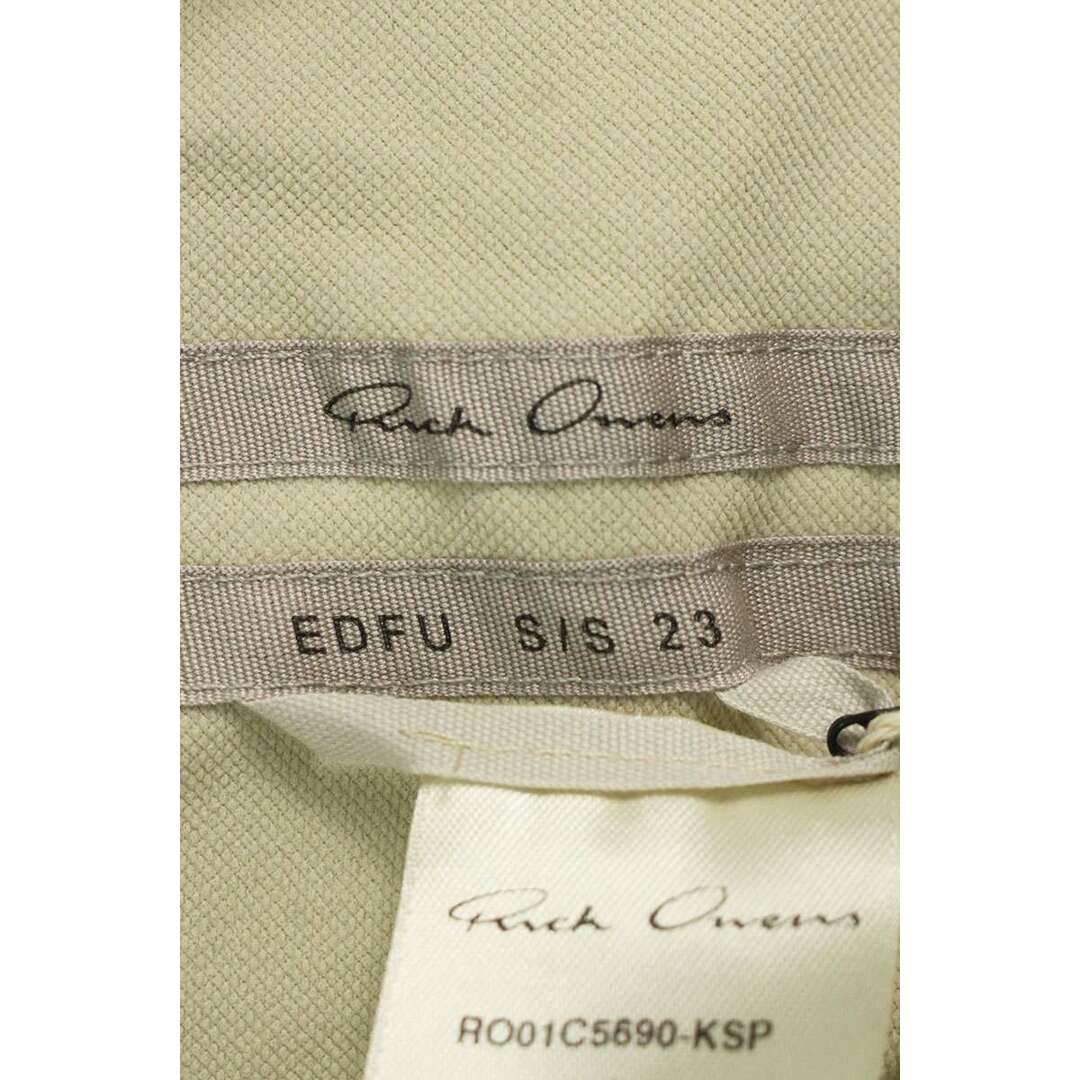 Rick Owens
EDFU SIS 23
Rick Owens
RO01C5690-KSP